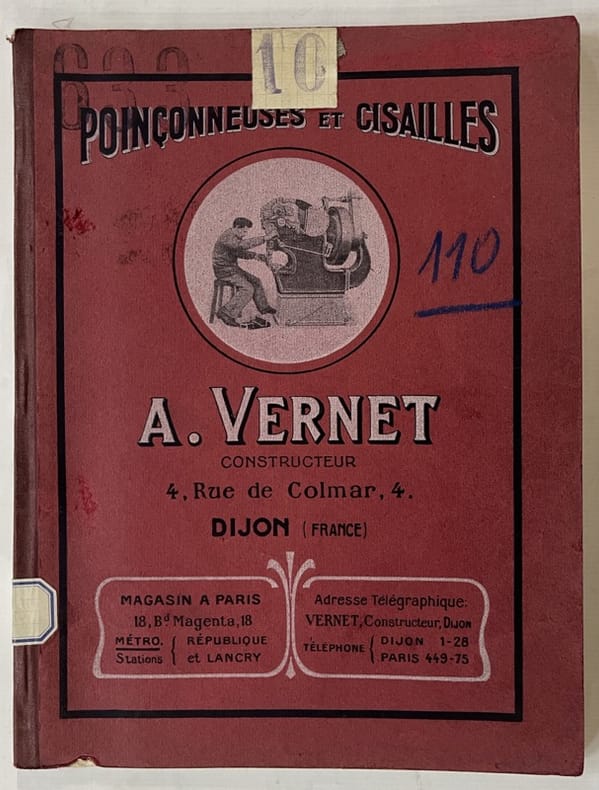 10
633
POINÇONNEUSES ET CISAILLES
110
A. VERNET
CONSTRUCTEUR
4, Rue de Colmar, 4.
DIJON (FRANCE)
MAGASIN A PARIS
18, Bd Magenta, 18
MÉTRO. Stations { RÉPUBLIQUE
et LANCRY
Adresse Télégraphique:
VERNET, Constructeur, DIJON
TÉLÉPHONE { DIJON 1-28
PARIS 449-75